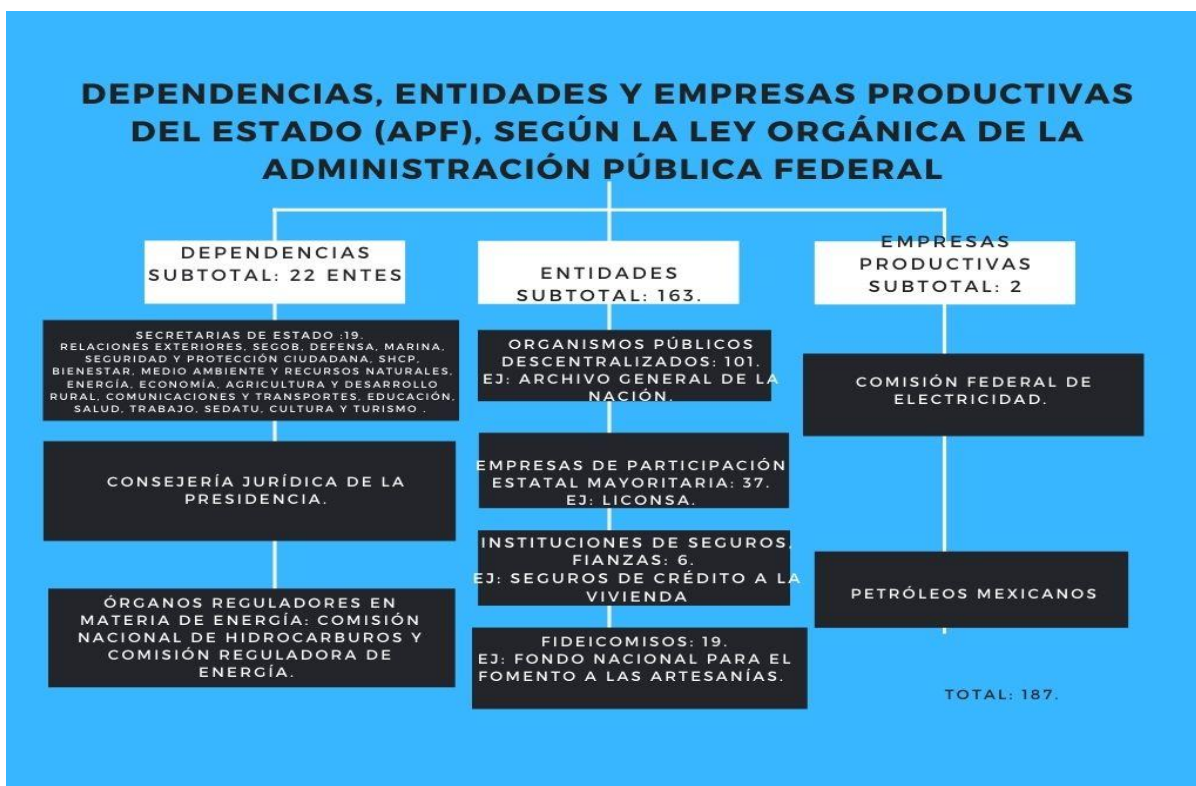 DEPENDENCIAS, ENTIDADES Y EMPRESAS PRODUCTIVAS
DEL ESTADO (APF), SEGÚN LA LEY ORGÁNICA DE LA
ADMINISTRACIÓN PÚBLICA FEDERAL
DEPENDENCIAS
SUBTOTAL: 22 ENTES
SECRETARIAS DE ESTADO :19.
RELACIONES EXTERIORES, SEGOB, DEFENSA, MARINA,
SEGURIDAD Y PROTECCIÓN CIUDADANA, SHCP,
BIENESTAR, MEDIO AMBIENTE Y RECURSOS NATURALES,
ENERGÍA, ECONOMÍA, AGRICULTURA Y DESARROLLO
RURAL, COMUNICACIONES Y TRANSPORTES, EDUCACIÓN,
SALUD, TRABAJO, SEDATU, CULTURA Y TURISMO .
CONSEJERÍA JURÍDICA DE LA
PRESIDENCIA.
ÓRGANOS REGULADORES EN
MATERIA DE ENERGÍA: COMISIÓN
NACIONAL DE HIDROCARBUROS Y
COMISIÓN REGULADORA DE
ENERGÍA.
ENTIDADES
SUBTOTAL: 163.
ORGANISMOS PÚBLICOS
DESCENTRALIZADOS: 101.
EJ: ARCHIVO GENERAL DE LA
NACIÓN.
EMPRESAS DE PARTICIPACIÓN
ESTATAL MAYORITARIA: 37.
EJ: LICONSA.
INSTITUCIONES DE SEGUROS,
FIANZAS: 6.
EJ: SEGUROS DE CRÉDITO A LA
VIVIENDA
FIDEICOMISOS: 19.
EJ: FONDO NACIONAL PARA EL
FOMENTO A LAS ARTESANÍAS.
EMPRESAS
PRODUCTIVAS
SUBTOTAL: 2
COMISIÓN FEDERAL DE
ELECTRICIDAD.
PETRÓLEOS MEXICANOS
TOTAL: 187.